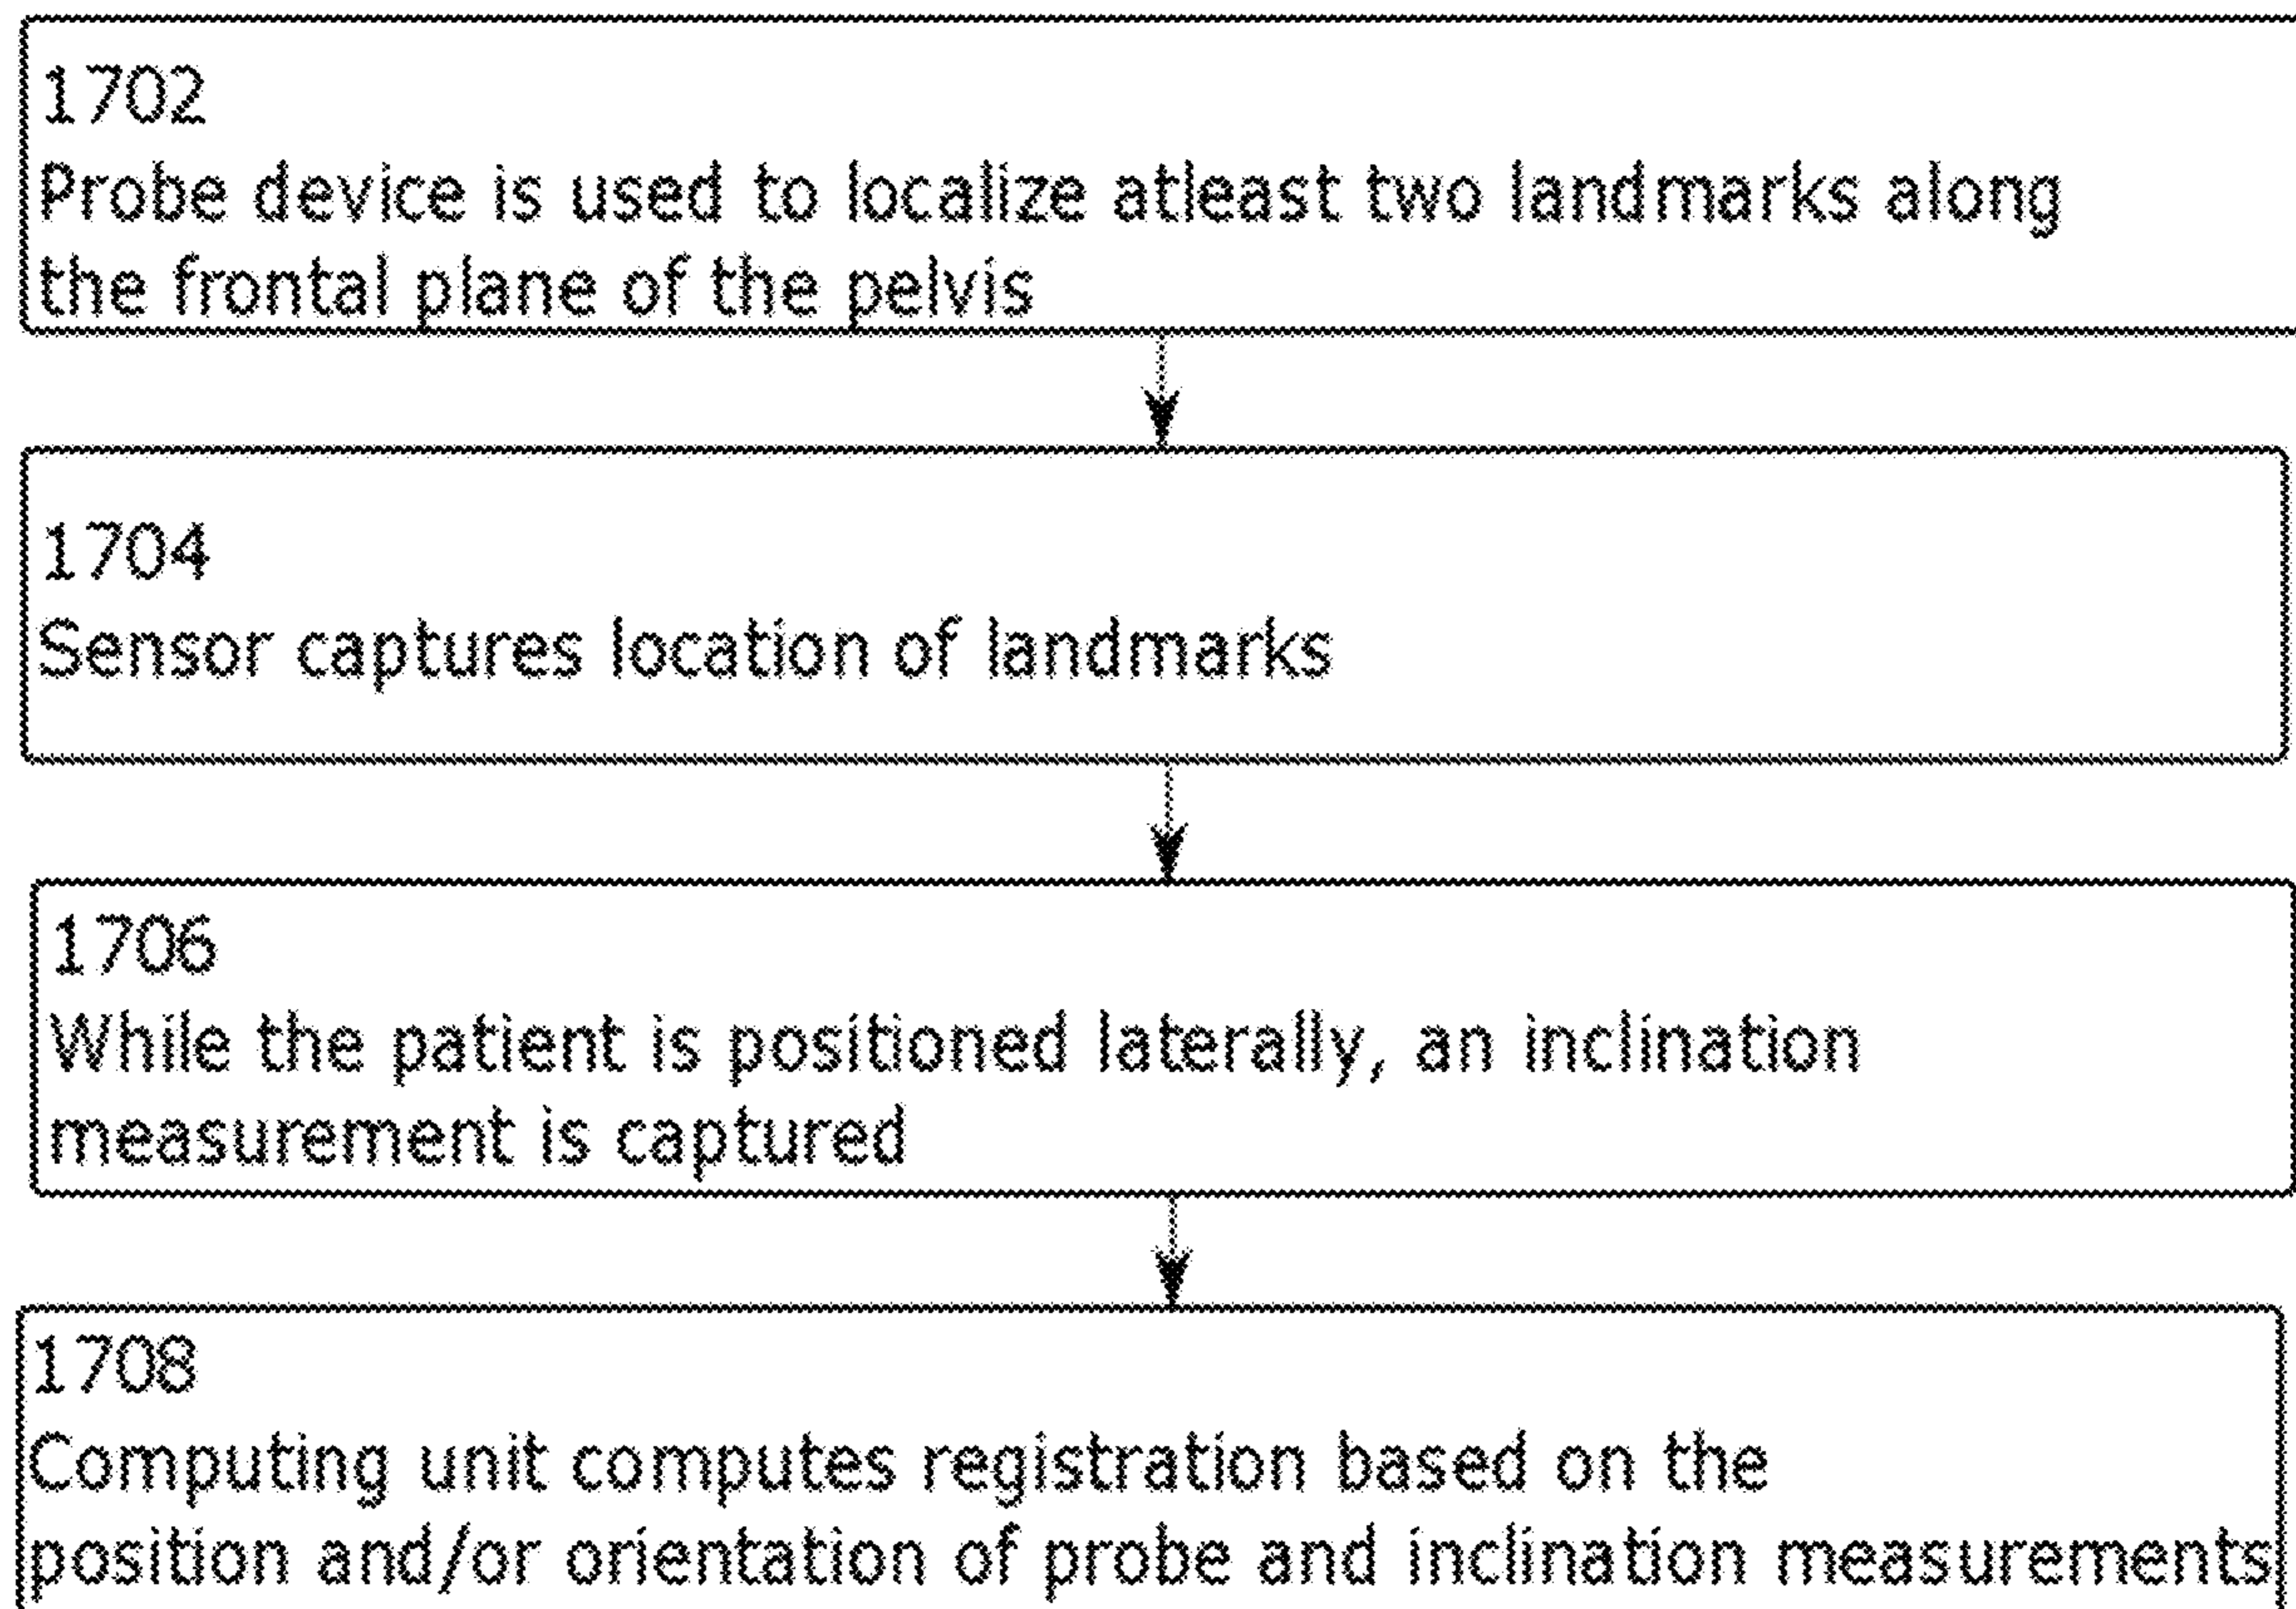 1702
Probe device is used to localize atleast two landmarks along
the frontal plane of the pelvis
1704
Sensor captures location of landmarks
1706
While the patient is positioned laterally, an inclination
measurement is captured
1708
Computing unit computes registration based on the
position and/or orientation of probe and inclination measurements